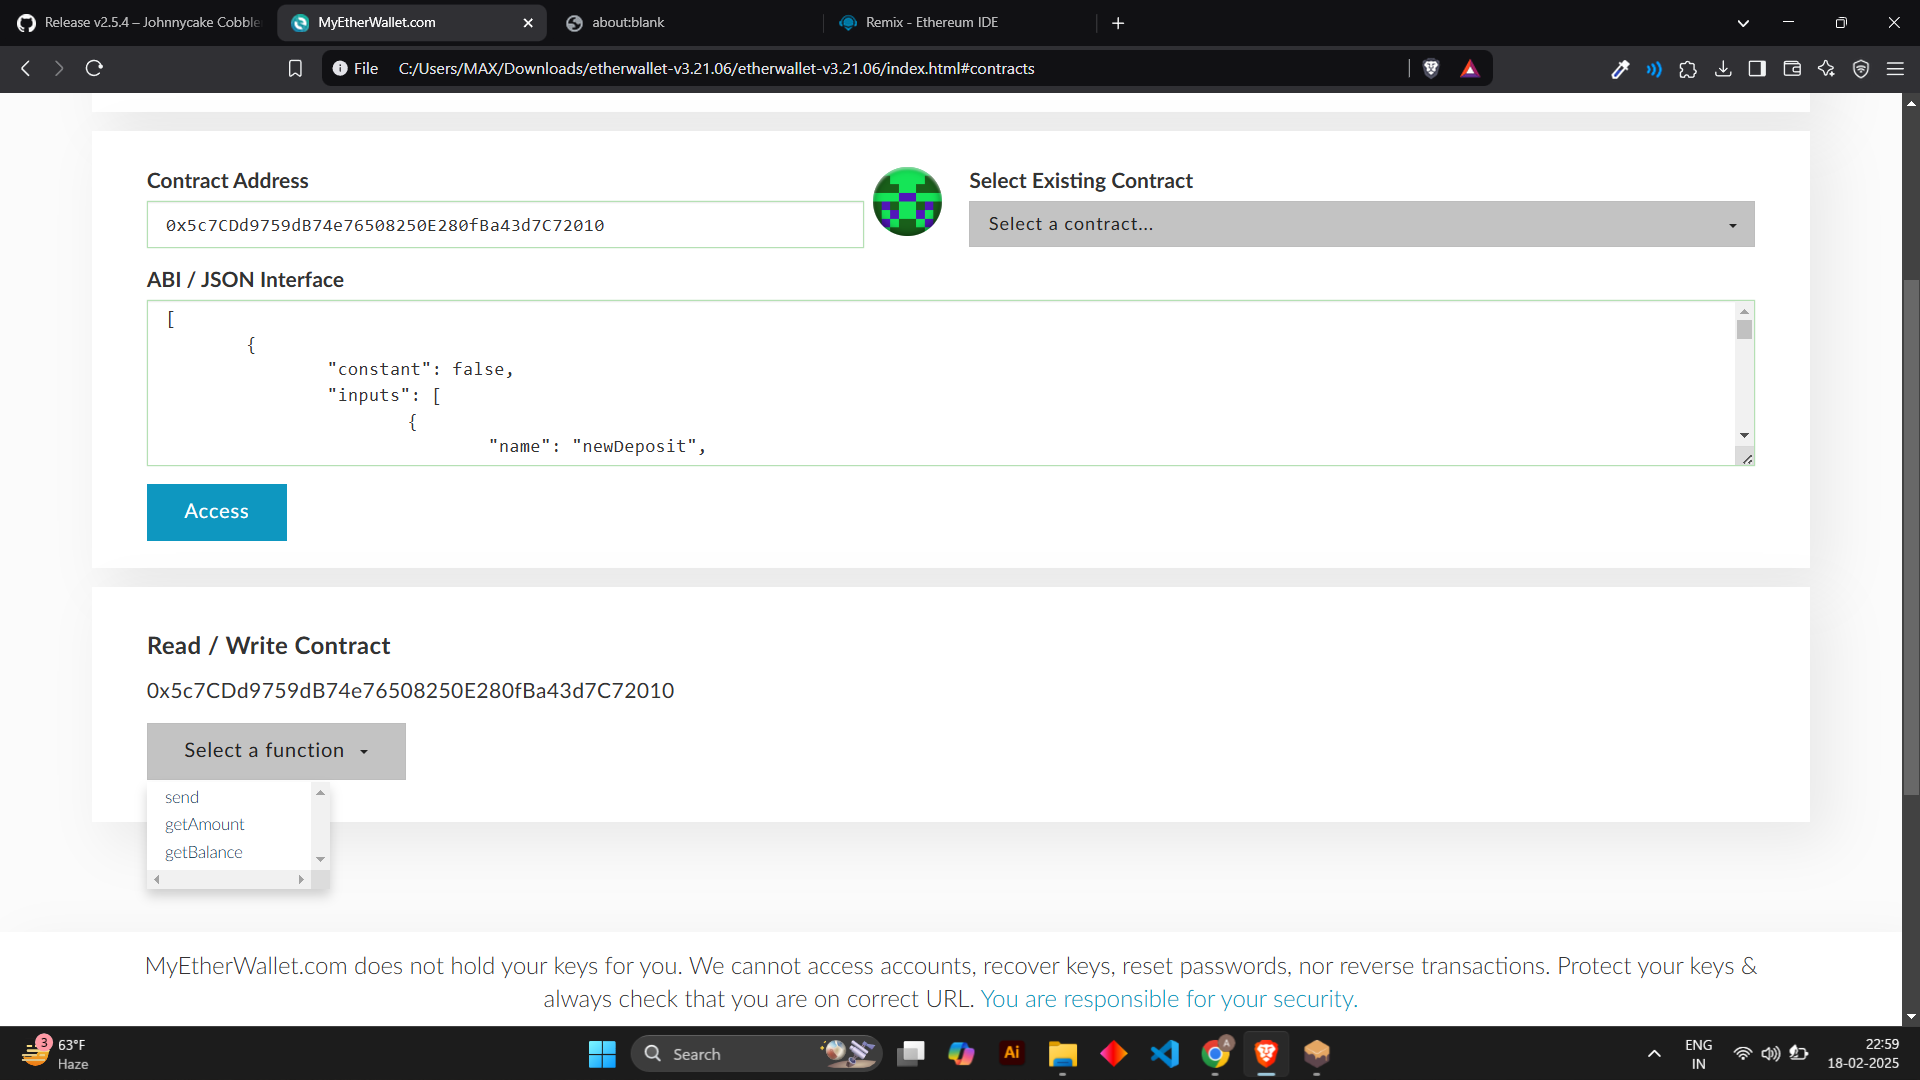 Release v2.5.4 – Johnnycake Cobble
MyEtherWallet.com
about:blank
Remix - Ethereum IDE
File
C:/Users/MAX/Downloads/etherwallet-v3.21.06/etherwallet-v3.21.06/index.html#contracts
Contract Address
Select Existing Contract
0x5c7CDd9759dB74e76508250E280fBa43d7C72010
Select a contract...
ABI / JSON Interface
[
{
"constant": false,
"inputs": [
{
"name": "newDeposit",
Access
Read / Write Contract
0x5c7CDd9759dB74e76508250E280fBa43d7C72010
Select a function
send
getAmount
getBalance
MyEtherWallet.com does not hold your keys for you. We cannot access accounts, recover keys, reset passwords, nor reverse transactions. Protect your keys &
always check that you are on correct URL. You are responsible for your security.
3
63°F
Haze
Search
Ai
A
ENG
IN
22:59
18-02-2025